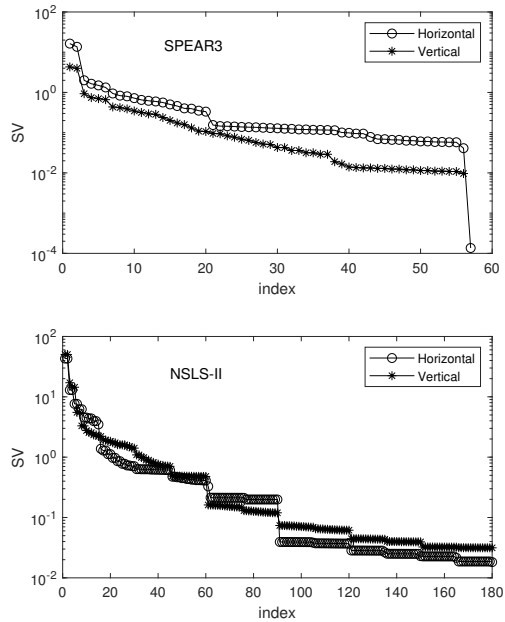 SPEAR3
Horizontal
Vertical
10^2
10^0
10^-2
10^-4
SV
0 10 20 30 40 50 60
index
NSLS-II
Horizontal
Vertical
10^2
10^1
10^0
10^-1
10^-2
SV
0 20 40 60 80 100 120 140 160 180
index